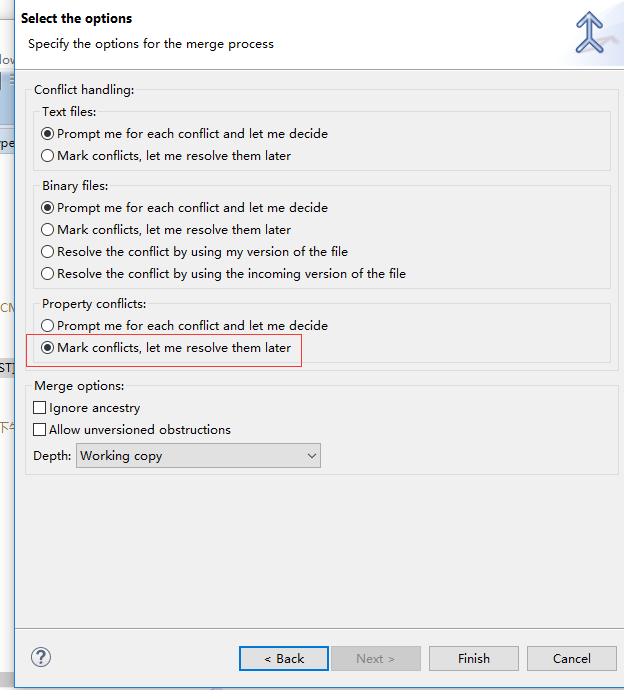 Select the options
Specify the options for the merge process
Conflict handling:
Text files:
Prompt me for each conflict and let me decide
Mark conflicts, let me resolve them later
Binary files:
Prompt me for each conflict and let me decide
Mark conflicts, let me resolve them later
Resolve the conflict by using my version of the file
Resolve the conflict by using the incoming version of the file
Property conflicts:
Prompt me for each conflict and let me decide
Mark conflicts, let me resolve them later
Merge options:
Ignore ancestry
Allow unversioned obstructions
Depth: Working copy
? < Back Next > Finish Cancel